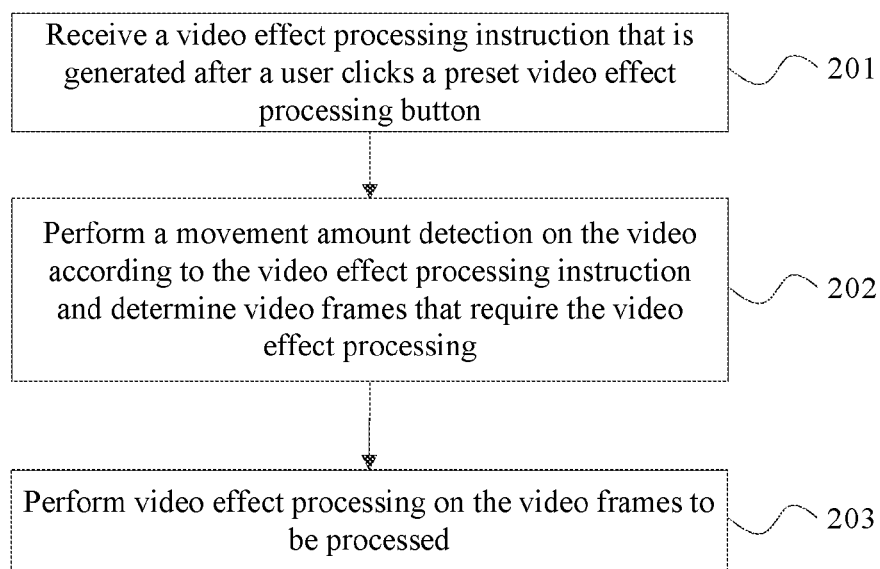 Receive a video effect processing instruction that is
generated after a user clicks a preset video effect
processing button
201
Perform a movement amount detection on the video
according to the video effect processing instruction
and determine video frames that require the video
effect processing
202
Perform video effect processing on the video frames to
be processed
203